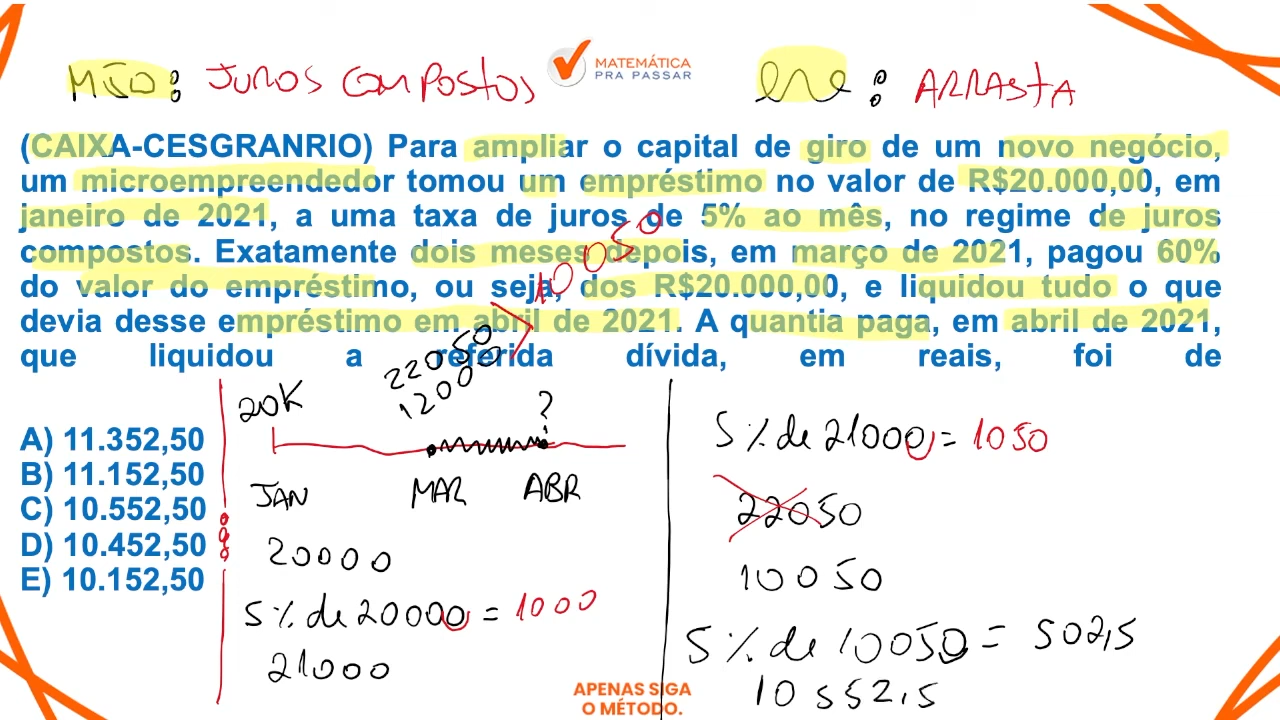 MATEMÁTICA
PRA PASSAR
: JUROS COMPOSTOS
: ARRASTA
(CAIXA-CESGRANRIO) Para ampliar o capital de giro de um novo negócio,
um microempreendedor tomou um empréstimo no valor de R$20.000,00, em
janeiro de 2021, a uma taxa de juros de 5% ao mês, no regime de juros
compostos. Exatamente dois meses depois, em março de 2021, pagou 60%
do valor do empréstimo, ou seja, dos R$20.000,00, e liquidou tudo o que
devia desse empréstimo em abril de 2021. A quantia paga, em abril de 2021,
que liquidou a referida dívida, em reais, foi de
10050
22050
12000
A) 11.352,50
B) 11.152,50
C) 10.552,50
D) 10.452,50
E) 10.152,50
20K
?
JAN MAR ABR
20000
5% de 20000 = 1000
21000
5% de 21000 = 1050
22050
10050
5% de 10050 = 502,5
10552,5
APENAS SIGA
O MÉTODO.